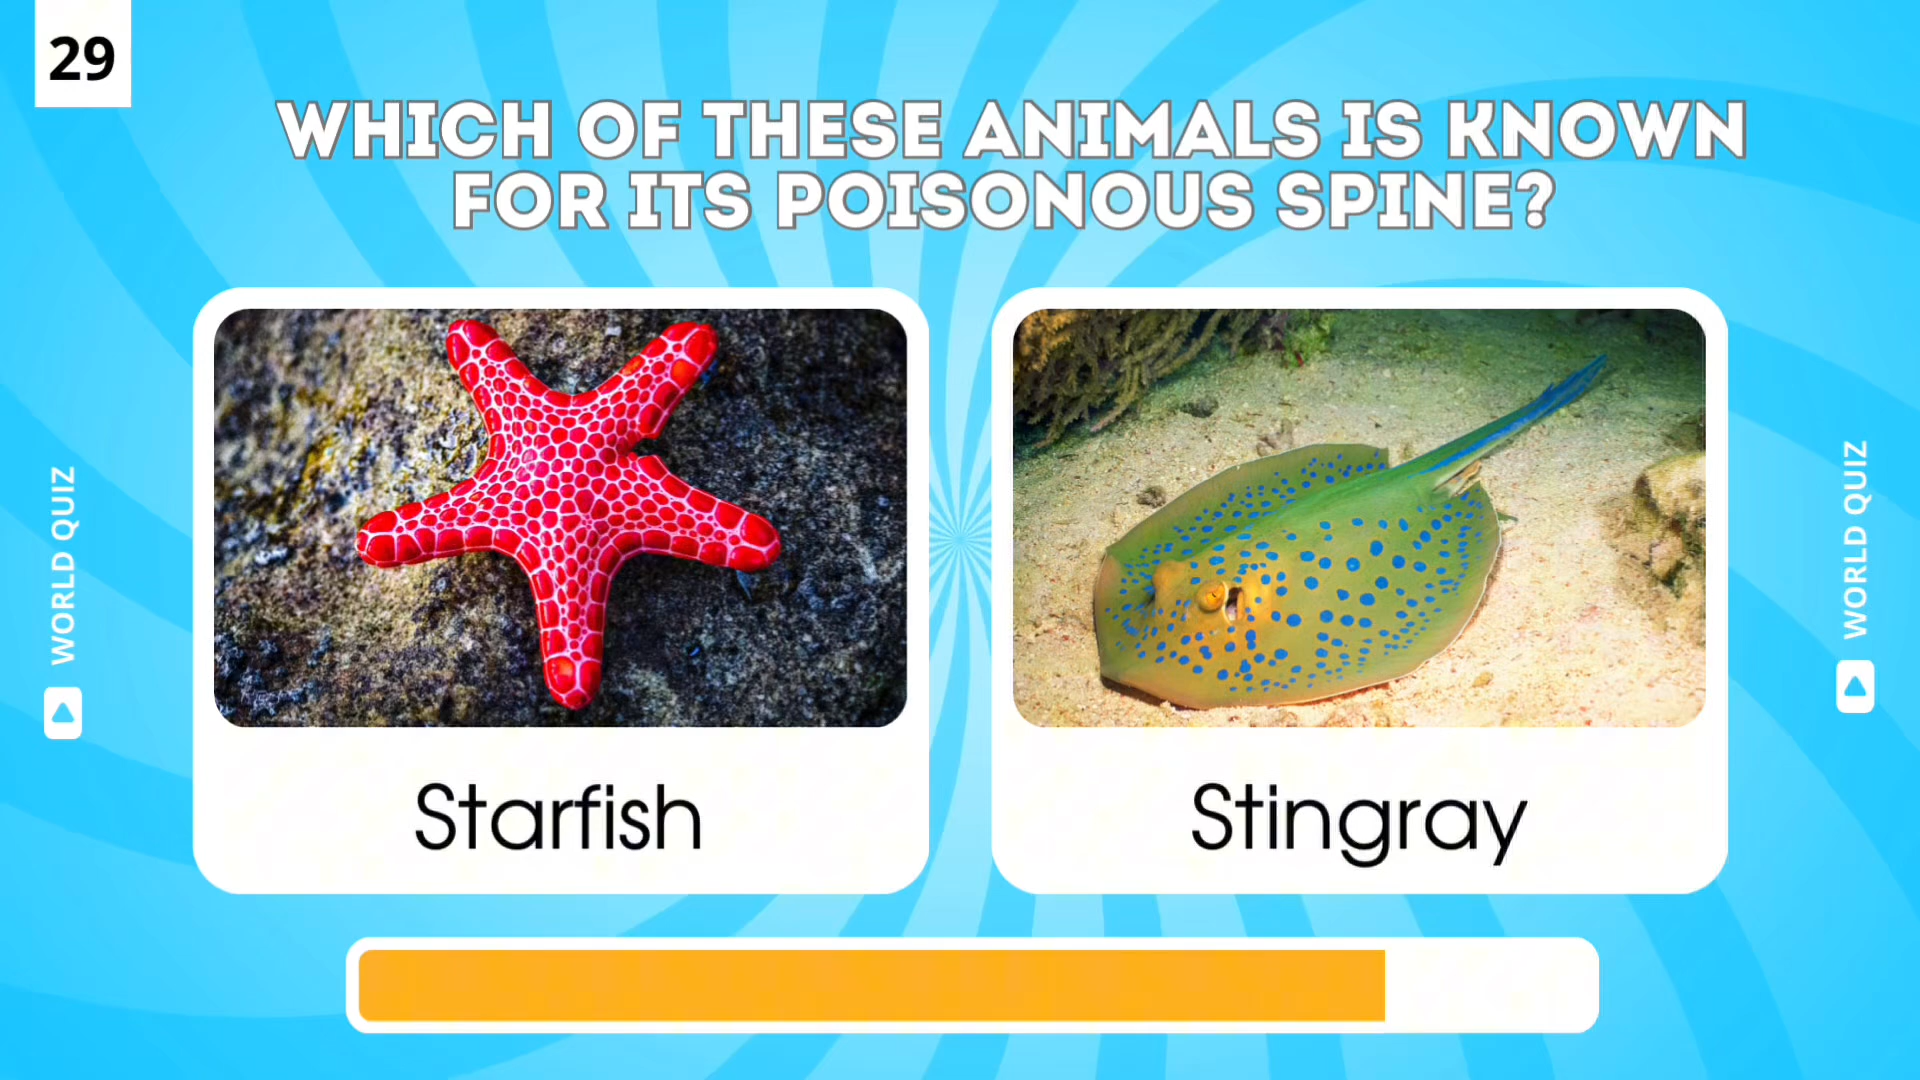 29
WHICH OF THESE ANIMALS IS KNOWN
FOR ITS POISONOUS SPINE?
WORLD QUIZ
WORLD QUIZ
Starfish
Stingray